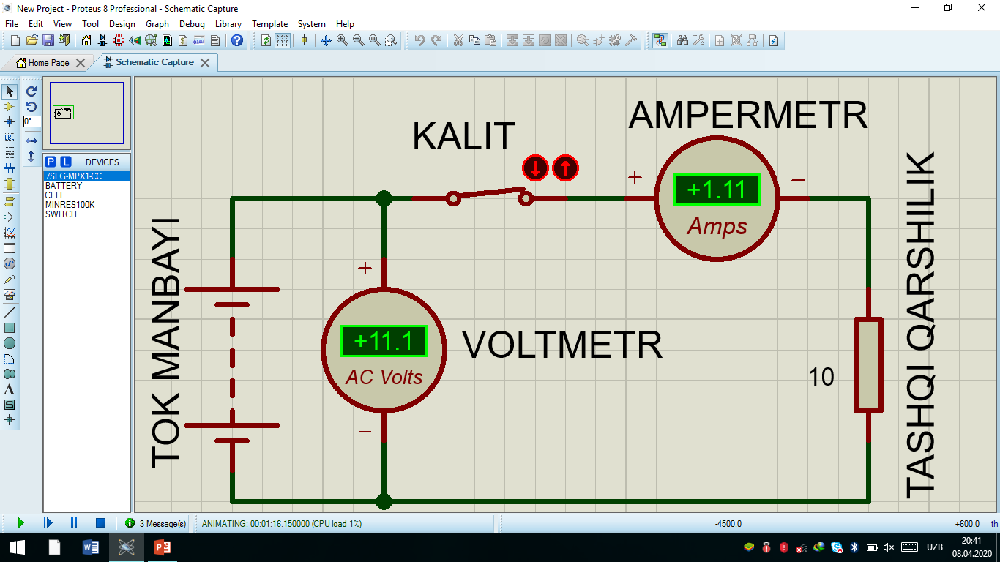 New Project - Proteus 8 Professional - Schematic Capture
File Edit View Tool Design Graph Debug Library Template System Help
Home Page
Schematic Capture
0°
LBL
P L DEVICES
7SEG-MPX1-CC
BATTERY
CELL
MINRES100K
SWITCH
A
S
KALIT
AMPERMETR
+
+1.11
Amps
−
TOK MANBAYI
+
+11.1
AC Volts
−
VOLTMETR
10
TASHQI QARSHILIK
3 Message(s)
ANIMATING: 00:01:16.150000 (CPU load 1%)
-4500.0
+600.0
th
UZB
20:41
08.04.2020